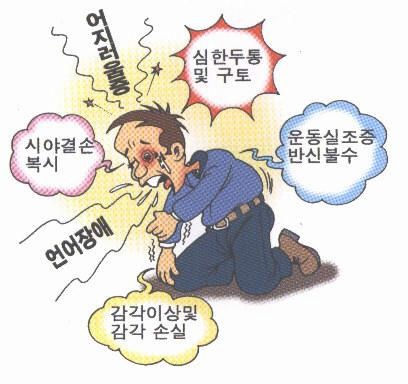 어지러움증
심한두통
및 구토
시야결손
복시
운동실조증
반신불수
언어장애
감각이상및
감각 손실